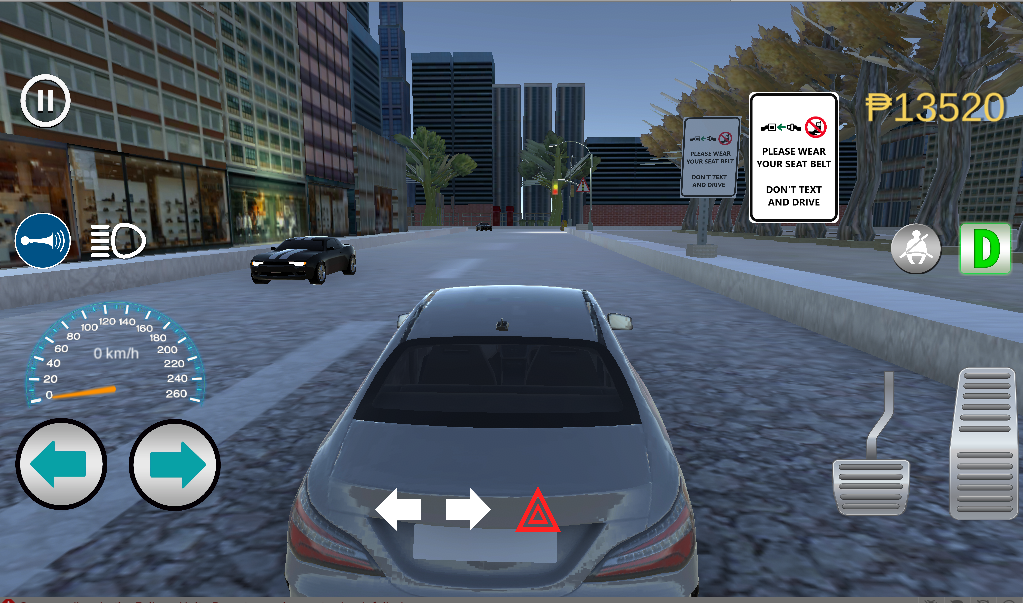 ₱13520
PLEASE WEAR
YOUR SEAT BELT
DON'T TEXT
AND DRIVE
PLEASE WEAR
YOUR SEAT BELT
DON'T TEXT
AND DRIVE
D
0 km/h
0
20
40
60
80
100
120
140
160
180
200
220
240
260